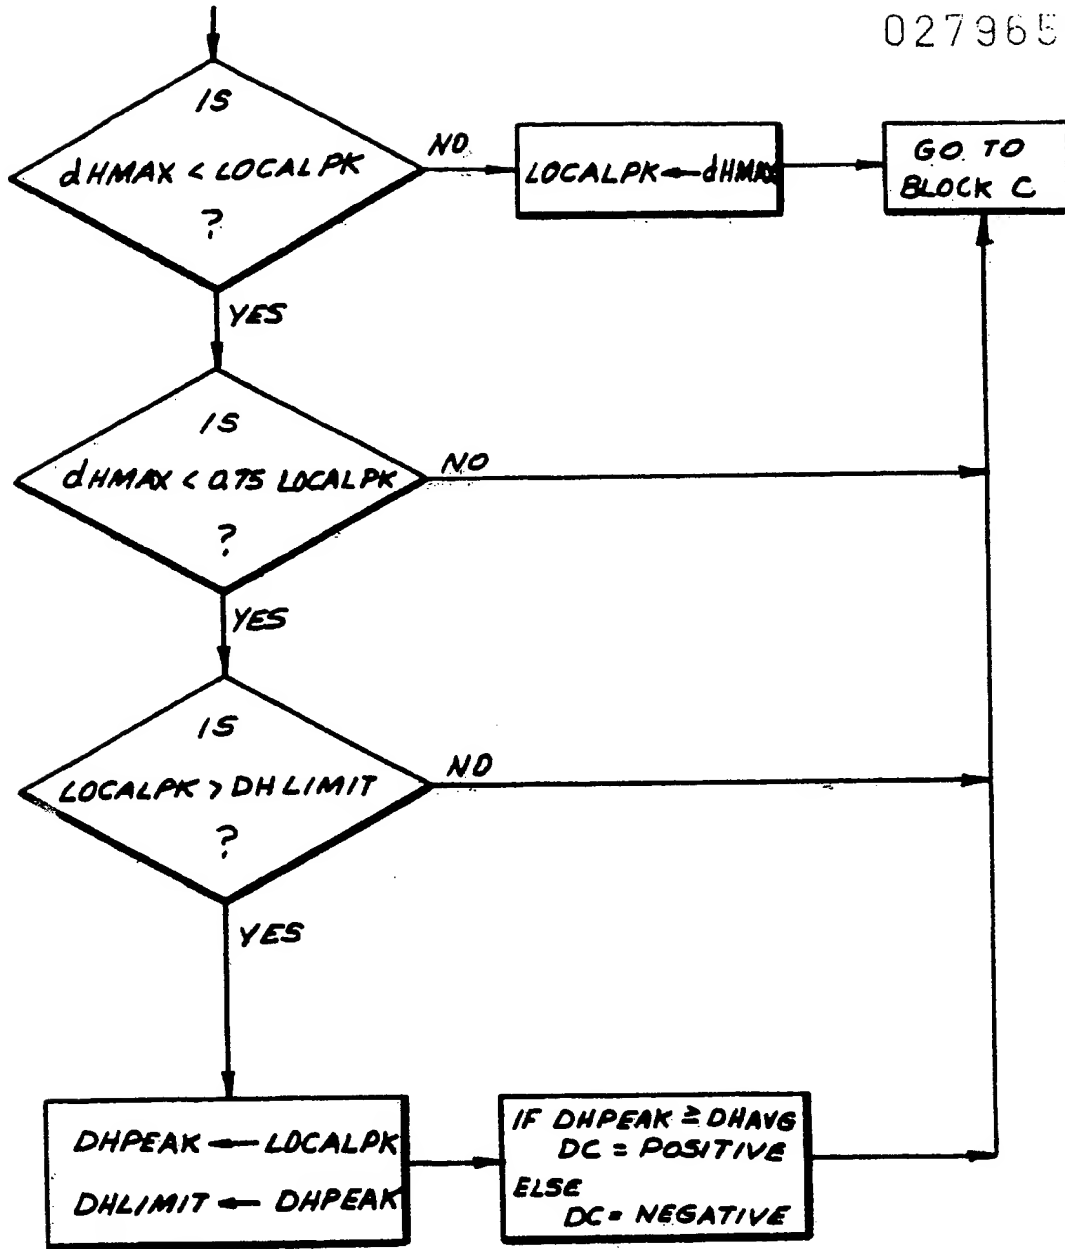 027965
IS
dHMAX < LOCALPK
?
NO
LOCALPK ← dHMAX
GO TO
BLOCK C
YES
IS
dHMAX < 0.75 LOCALPK
?
NO
YES
IS
LOCALPK > DHLIMIT
?
NO
YES
DHPEAK ← LOCALPK
DHLIMIT ← DHPEAK
IF DHPEAK ≥ DHAVG
DC = POSITIVE
ELSE
DC = NEGATIVE